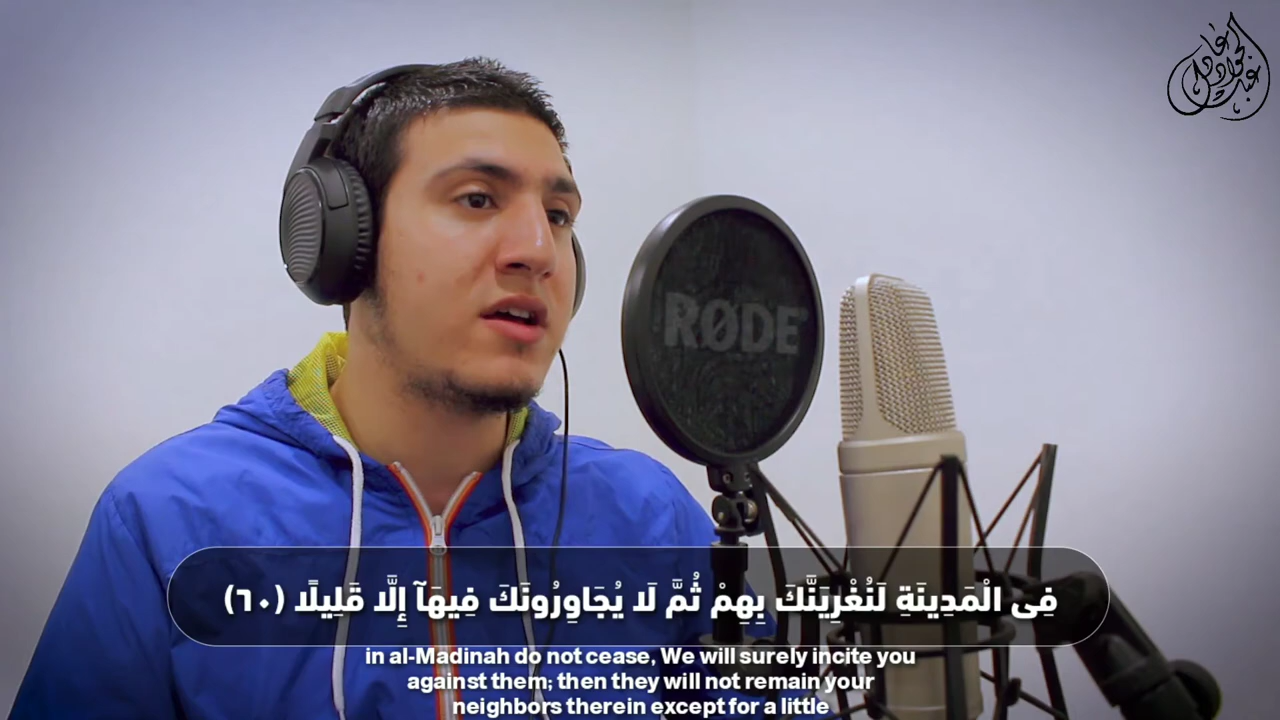 RØDE
فِى الْمَدِينَةِ لَنُغْرِيَنَّكَ بِهِمْ ثُمَّ لَا يُجَاوِرُونَكَ فِيهَآ إِلَّا قَلِيلًا (٦٠)
in al-Madinah do not cease, We will surely incite you
against them; then they will not remain your
neighbors therein except for a little